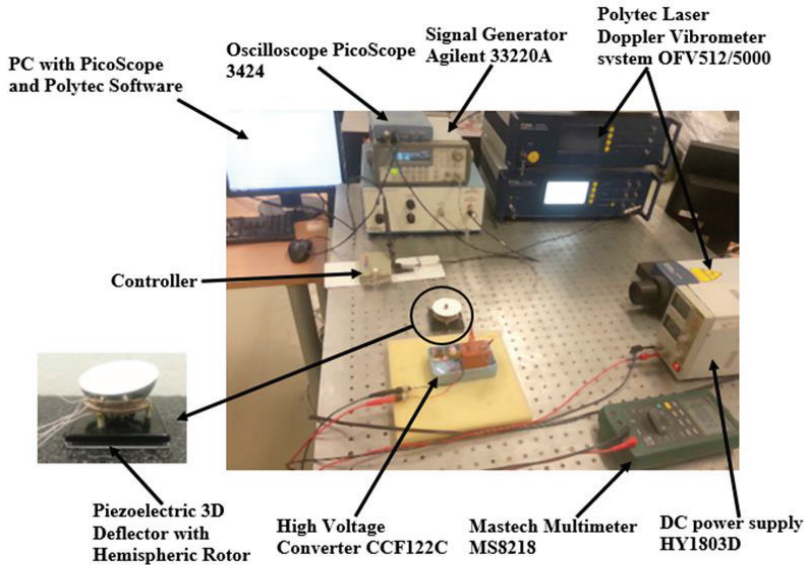 Polytec Laser
Doppler Vibrometer
system OFV512/5000
Signal Generator
Agilent 33220A
Oscilloscope PicoScope
3424
PC with PicoScope
and Polytec Software
Controller
Piezoelectric 3D
Deflector with
Hemispheric Rotor
High Voltage
Converter CCF122C
Mastech Multimeter
MS8218
DC power supply
HY1803D